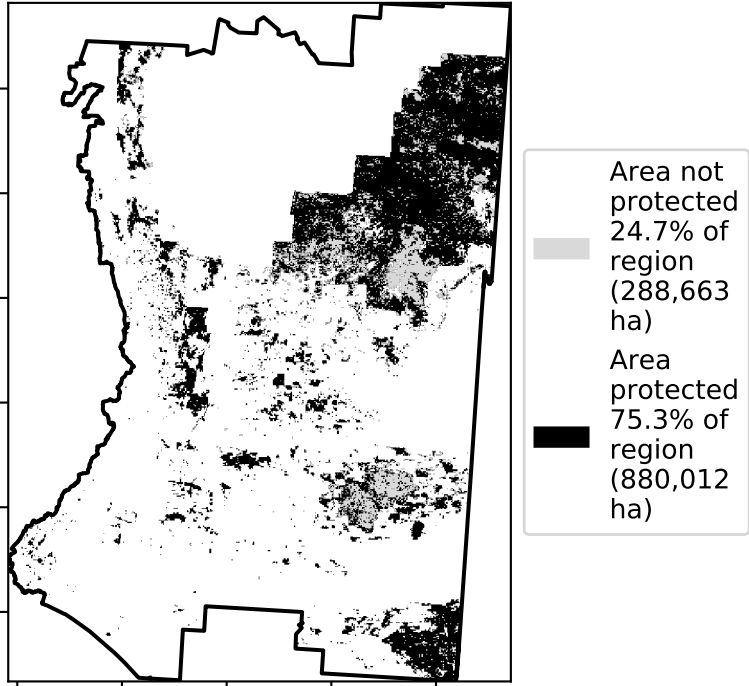 Area not
protected
24.7% of
region
(288,663
ha)
Area
protected
75.3% of
region
(880,012
ha)